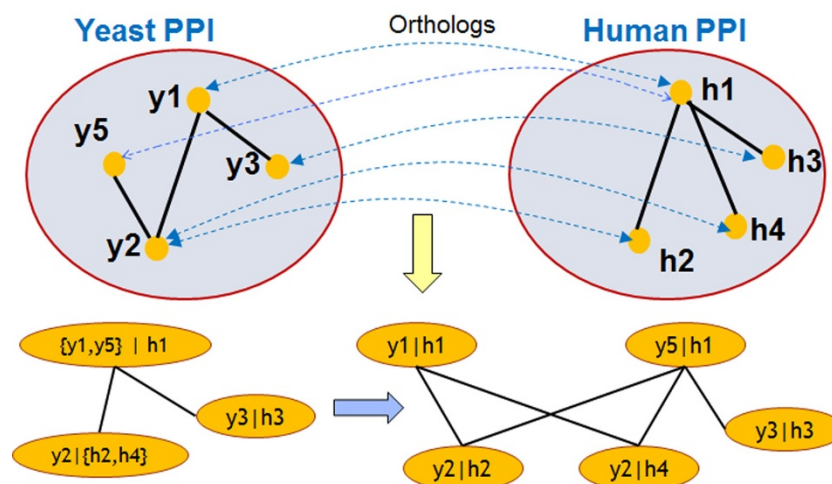 Yeast PPI
Orthologs
Human PPI
y1
h1
y5
y3
h3
y2
h4
h2
{y1,y5} | h1
y1|h1
y5|h1
y3|h3
y3|h3
y2|{h2,h4}
y2|h2
y2|h4